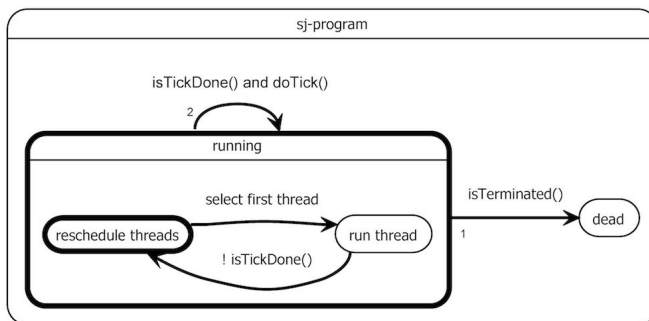 sj-program
isTickDone() and doTick()
2
running
select first thread
isTerminated()
reschedule threads
run thread
dead
1
! isTickDone()